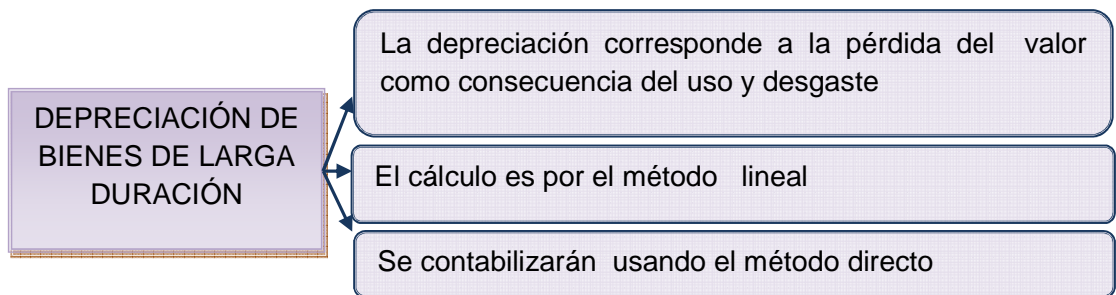 DEPRECIACIÓN DE
BIENES DE LARGA
DURACIÓN
La depreciación corresponde a la pérdida del valor
como consecuencia del uso y desgaste
El cálculo es por el método lineal
Se contabilizarán usando el método directo